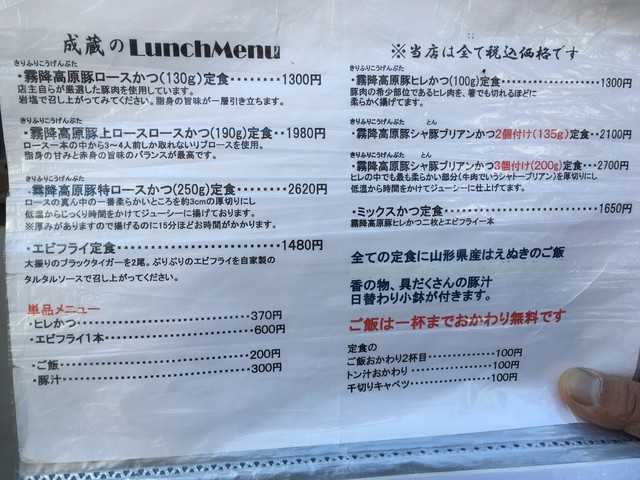 成蔵のLunchMenu
きりふりこうげんぶた
・霧降高原豚ロースかつ(130g)定食・・・・・・・・1300円
店主自らが厳選した豚肉を使用しています。
岩塩で召し上がってみてください。脂身の旨味が一層引き立ちます。
きりふりこうげんぶた
・霧降高原豚上ロースロースかつ(190g)定食・・1980円
ロース一本の中から3〜4人前しか取れないリブロースを使用。
脂身の甘みと赤身の旨味のバランスが最高です。
きりふりこうげんぶた
・霧降高原豚特ロースかつ(250g)定食・・・・・・2620円
ロースの真ん中の一番柔らかいところを約3cmの厚切りにし
低温からじっくり時間をかけてジューシーに揚げております。
※厚みがありますので揚げるのに15分ほどお時間がかかります。
・エビフライ定食・・・・・・・・・・・・・・・・・・・・1480円
大振りのブラックタイガーを2尾。ぷりぷりのエビフライを自家製の
タルタルソースで召し上がってください。
単品メニュー
・ヒレかつ・・・・・・・・・・・・・・・・・・・・370円
・エビフライ1本・・・・・・・・・・・・・・・600円
・ご飯・・・・・・・・・・・・・・・・・・・・・・・200円
・豚汁・・・・・・・・・・・・・・・・・・・・・・・300円
※当店は全て税込価格です
きりふりこうげんぶた
・霧降高原豚ヒレかつ(100g)定食・・・・・・・・・1300円
豚肉の希少部位であるヒレ肉を、箸でも切れるほどに
柔らかく揚げてます。
きりふりこうげんぶた とん
・霧降高原豚シャ豚ブリアンかつ2個付け(135g)・・2100円
きりふりこうげんぶた とん
・霧降高原豚シャ豚ブリアンかつ3個付け(200g)定食・・・2700円
ヒレの中でも最も柔らかい部分(牛肉でいうシャトーブリアン)を厚切りにし
低温から時間をかけてジューシーに仕上げてます。
・ミックスかつ定食・・・・・・・・・・・・・・・・・1650円
霧降高原豚ヒレかつ二枚とエビフライ一本
全ての定食に山形県産はえぬきのご飯
香の物、具だくさんの豚汁
日替わり小鉢が付きます。
ご飯は一杯までおかわり無料です
定食の
ご飯おかわり2杯目・・・・・・・・・・・・100円
トン汁おかわり・・・・・・・・・・・・・・・100円
千切りキャベツ・・・・・・・・・・・・・・・100円